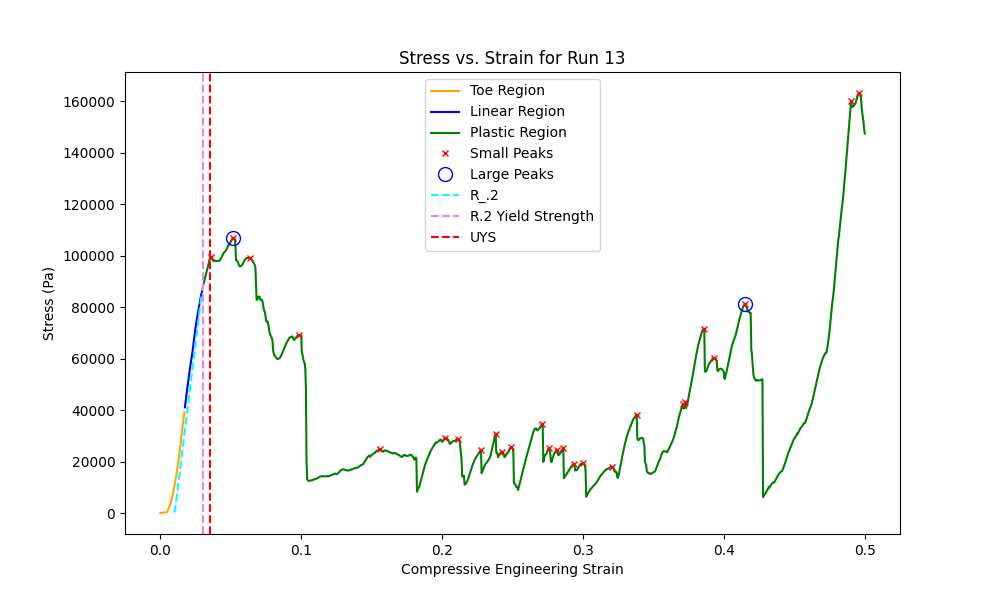 Stress vs. Strain for Run 13
Toe Region
Linear Region
Plastic Region
Small Peaks
Large Peaks
R_.2
R.2 Yield Strength
UYS
Stress (Pa)
160000
140000
120000
100000
80000
60000
40000
20000
0
0.0 0.1 0.2 0.3 0.4 0.5
Compressive Engineering Strain